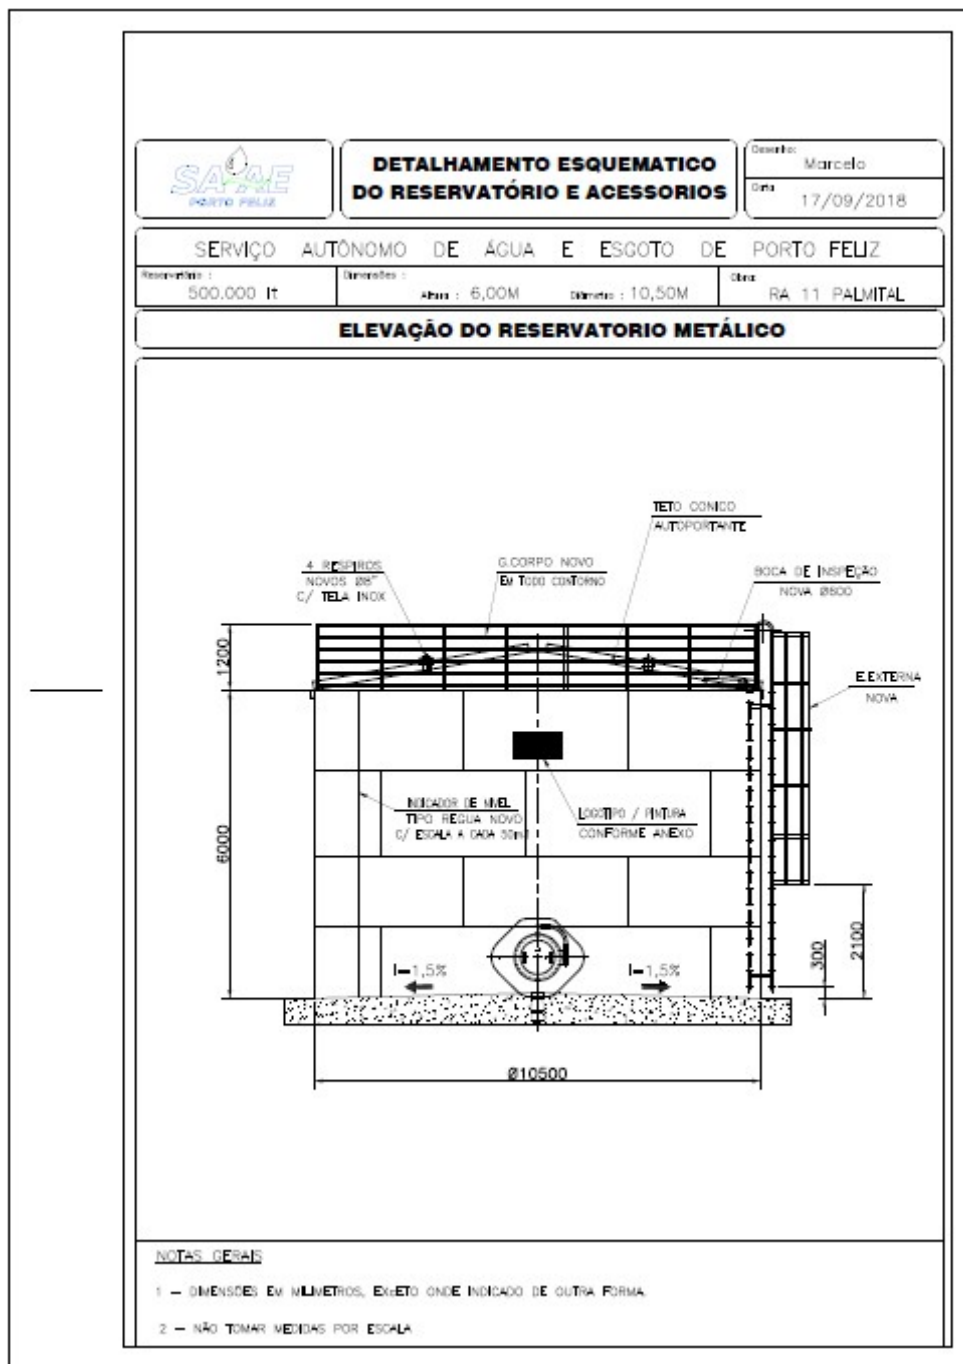 SAAE
PORTO FELIZ
DETALHAMENTO ESQUEMATICO
DO RESERVATÓRIO E ACESSORIOS
Desenho:
Marcelo
Data
17/09/2018
SERVIÇO AUTÔNOMO DE ÁGUA E ESGOTO DE PORTO FELIZ
Reservatório :
500.000 lt
Dimensões :
Altura : 6,00M
Diâmetro : 10,50M
Obra:
RA 11 PALMITAL
ELEVAÇÃO DO RESERVATORIO METÁLICO
TETO CONICO
AUTOPORTANTE
4 RESPIROS
NOVOS Ø8"
C/ TELA INOX
G.CORPO NOVO
EM TODO CONTORNO
BOCA DE INSPEÇÃO
NOVA Ø600
1200
E.EXTERNA
NOVA
INDICADOR DE NIVEL
TIPO REGUA NOVO
C/ ESCALA A CADA
LOGOTIPO / PINTURA
CONFORME ANEXO
6000
I=1,5%
I=1,5%
300
2100
Ø10500
NOTAS GERAIS
1 – DIMENSÕES EM MILIMETROS, EXCETO ONDE INDICADO DE OUTRA FORMA.
2 – NÃO TOMAR MEDIDAS POR ESCALA